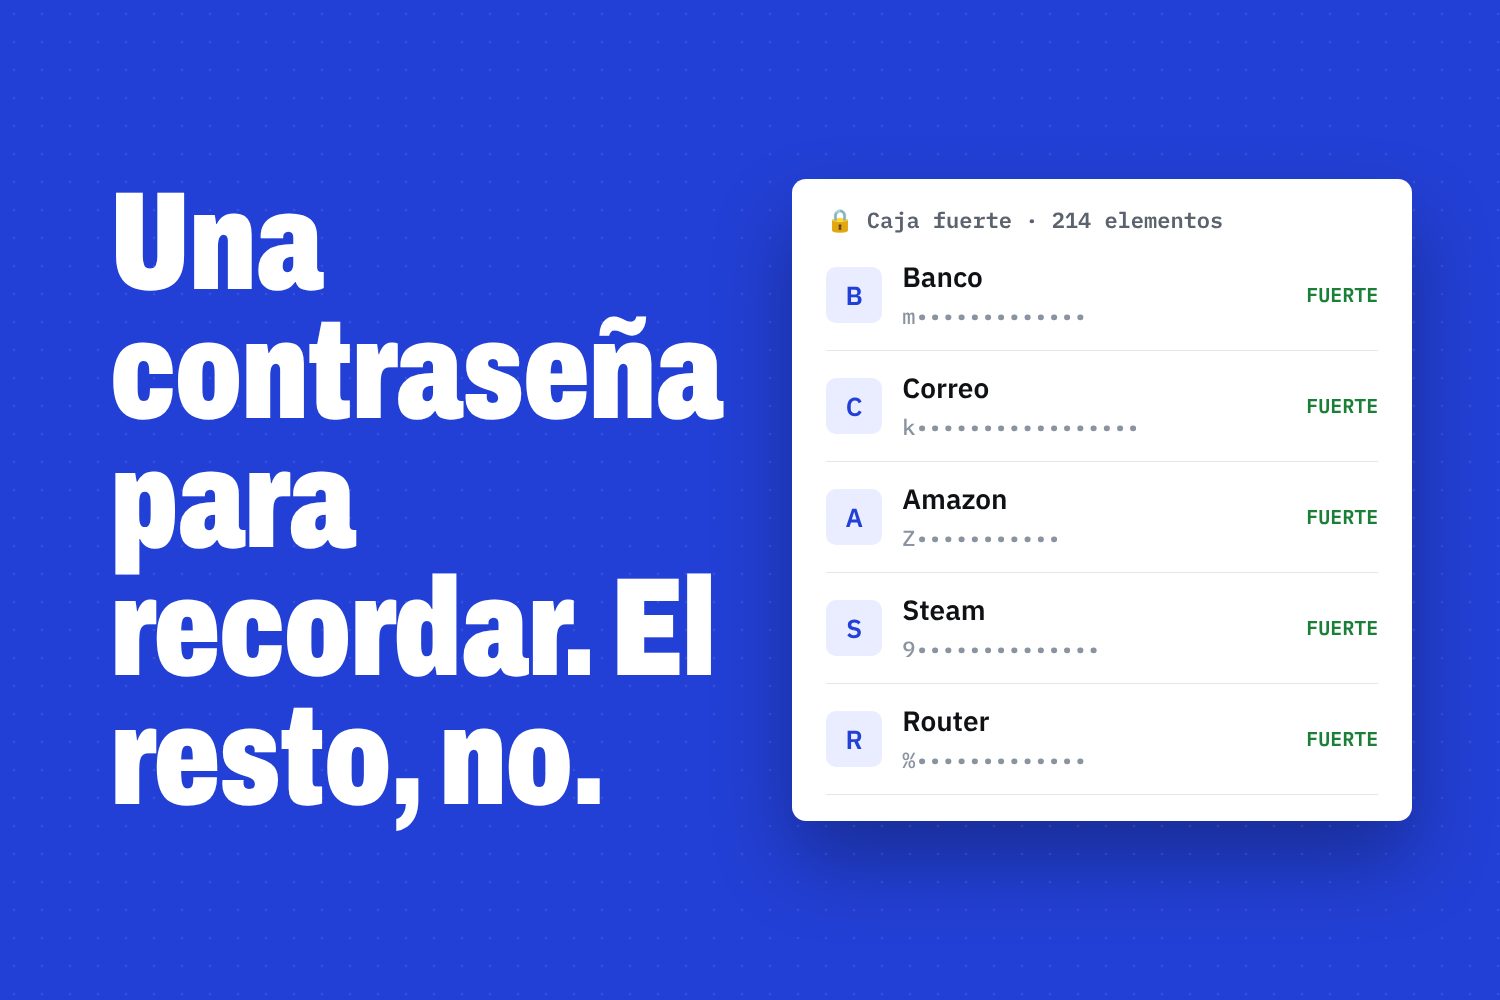 Una
contraseña
para
recordar. El
resto, no.
🔒 Caja fuerte · 214 elementos
B
Banco
m•••••••••••••
FUERTE
C
Correo
k•••••••••••••••••
FUERTE
A
Amazon
Z•••••••••••
FUERTE
S
Steam
9••••••••••••••
FUERTE
R
Router
%•••••••••••••
FUERTE